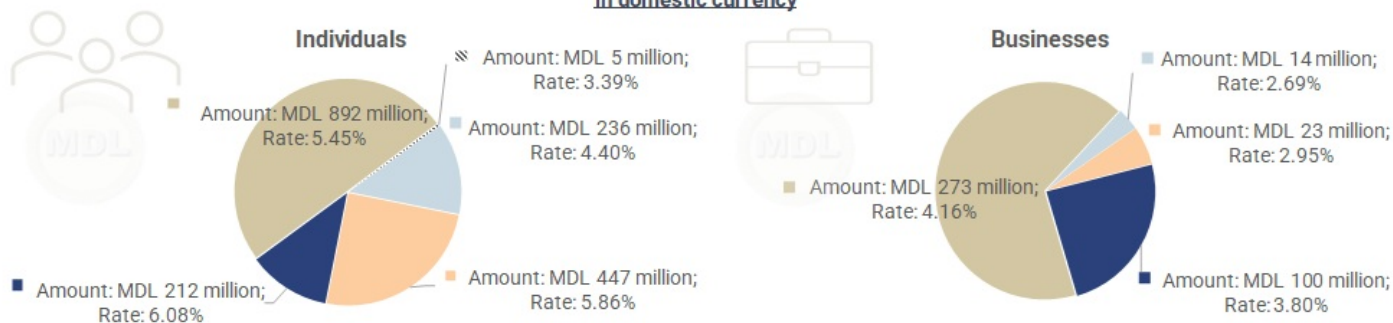 in domestic currency
Individuals
Amount: MDL 5 million;
Rate: 3.39%
Amount: MDL 892 million;
Rate: 5.45%
Amount: MDL 236 million;
Rate: 4.40%
Amount: MDL 212 million;
Rate: 6.08%
Amount: MDL 447 million;
Rate: 5.86%
MDL
Businesses
Amount: MDL 14 million;
Rate: 2.69%
Amount: MDL 23 million;
Rate: 2.95%
Amount: MDL 273 million;
Rate: 4.16%
Amount: MDL 100 million;
Rate: 3.80%
MDL